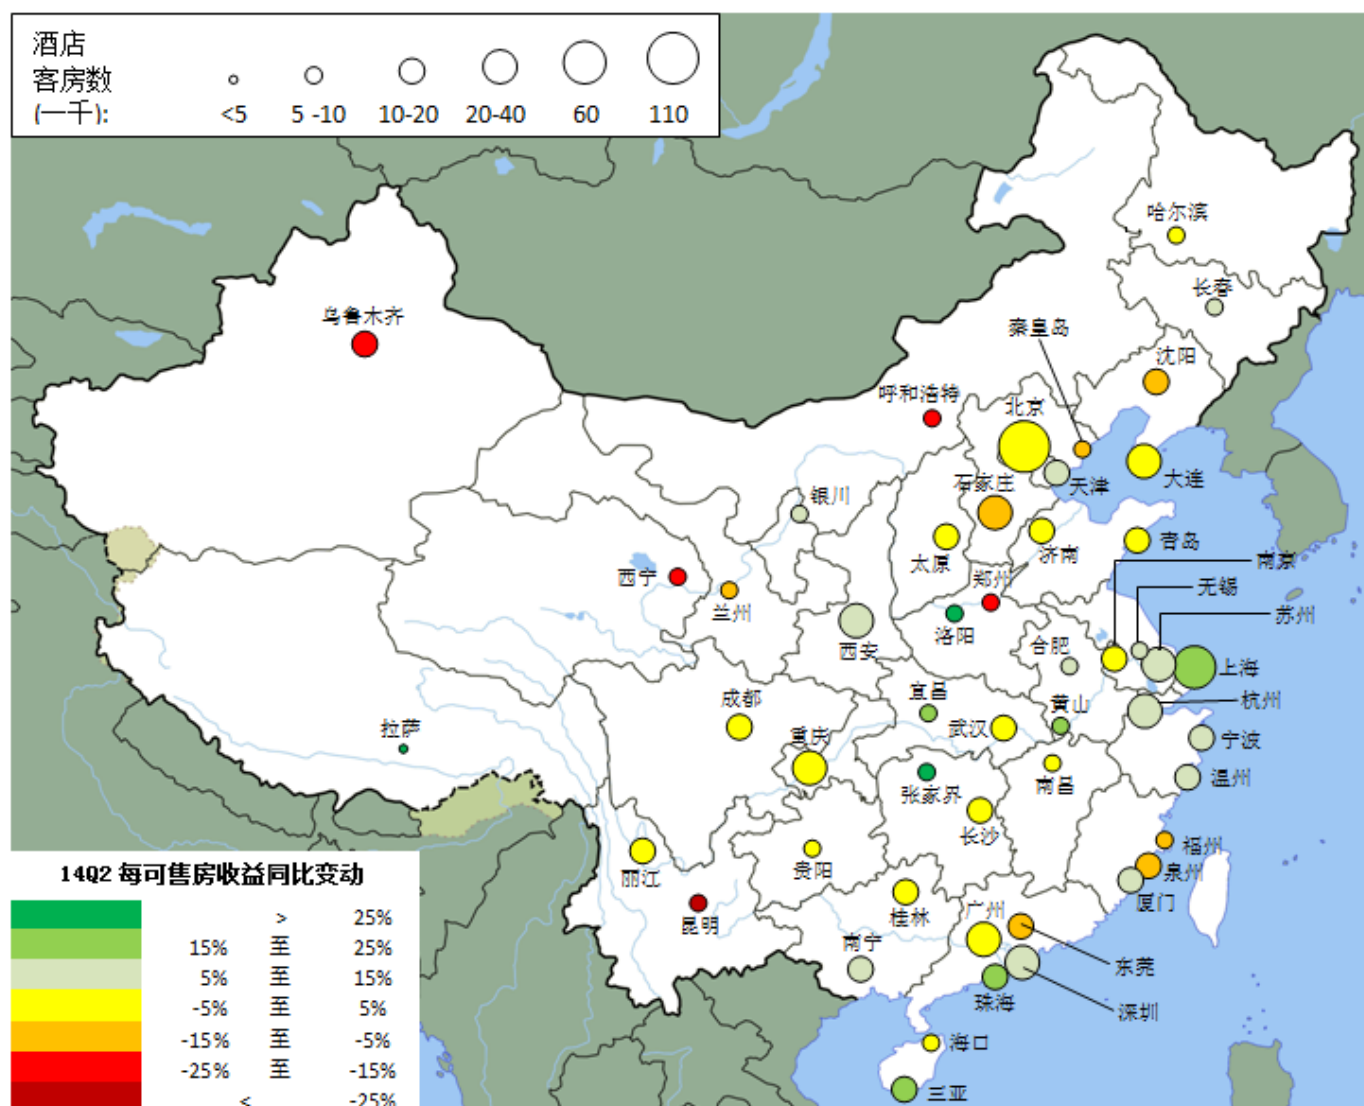 酒店
客房数
(一千):
<5 5 -10 10-20 20-40 60 110
哈尔滨
长春
乌鲁木齐
秦皇岛
沈阳
呼和浩特
北京
大连
天津
石家庄
银川
青岛
济南
太原
南京
西宁
郑州
无锡
兰州
苏州
洛阳
合肥
西安
上海
宜昌
黄山
杭州
成都
武汉
拉萨
重庆
宁波
温州
南昌
张家界
长沙
福州
贵阳
丽江
泉州
厦门
桂林
广州
昆明
南宁
东莞
珠海
深圳
海口
三亚
14Q2 每可售房收益同比变动
> 25%
15% 至 25%
5% 至 15%
-5% 至 5%
-15% 至 -5%
-25% 至 -15%
< -25%